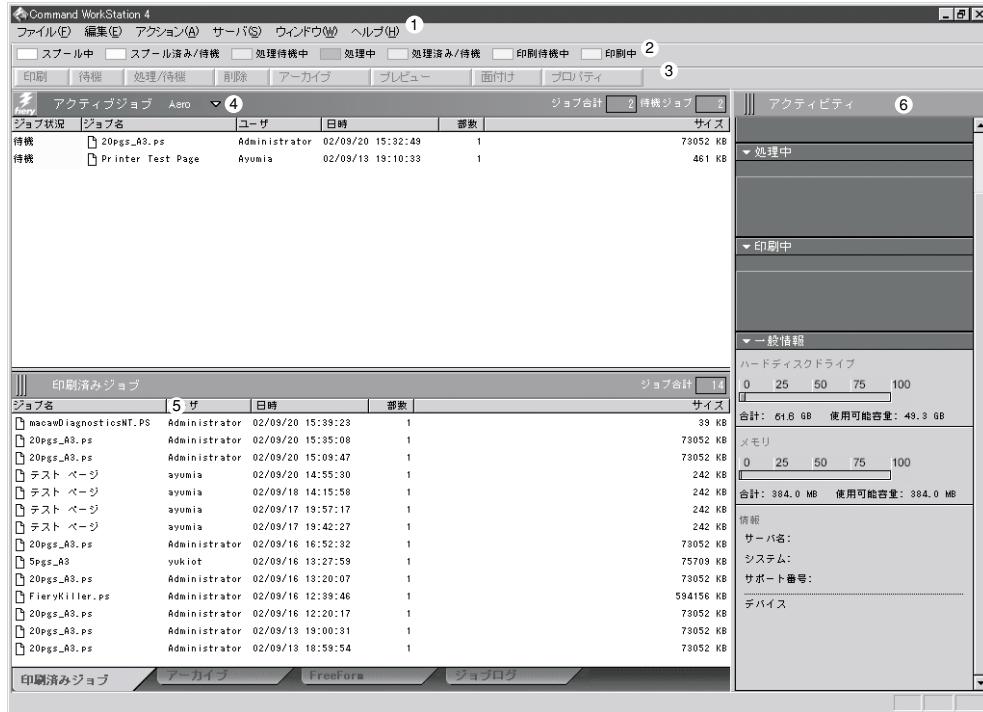 Command WorkStation 4
ファイル(F) 編集(E) アクション(A) サーバ(S) ウィンドウ(W) ヘルプ(H) 1
スプール中 スプール済み/待機 処理待機中 処理中 処理済み/待機 印刷待機中 印刷中 2
印刷 待機 処理/待機 削除 アーカイブ プレビュー 面付け プロパティ 3
fiery アクティブジョブ Aero 4 ジョブ合計 2 待機ジョブ 2
ジョブ状況 ジョブ名 ユーザ 日時 部数 サイズ
待機 20pgs_A3.ps Administrator 02/09/20 15:32:49 1 73052 KB
待機 Printer Test Page Ayumia 02/09/13 19:10:33 1 461 KB
印刷済みジョブ ジョブ合計 14
ジョブ名 5 ザ 日時 部数 サイズ
macawDiagnosticsNT.PS Administrator 02/09/20 15:39:23 1 39 KB
20pgs_A3.ps Administrator 02/09/20 15:35:08 1 73052 KB
20pgs_A3.ps Administrator 02/09/20 15:09:47 1 73052 KB
テスト ページ ayumia 02/09/20 14:55:30 1 242 KB
テスト ページ ayumia 02/09/18 14:15:58 1 242 KB
テスト ページ ayumia 02/09/17 19:57:17 1 242 KB
テスト ページ ayumia 02/09/17 19:42:27 1 242 KB
20pgs_A3.ps Administrator 02/09/16 16:52:32 1 73052 KB
5pgs_A3 yukiot 02/09/16 13:27:59 1 75709 KB
20pgs_A3.ps Administrator 02/09/16 13:20:07 1 73052 KB
FieryKiller.ps Administrator 02/09/16 12:39:46 1 594156 KB
20pgs_A3.ps Administrator 02/09/16 12:20:17 1 73052 KB
20pgs_A3.ps Administrator 02/09/13 19:00:31 1 73052 KB
20pgs_A3.ps Administrator 02/09/13 18:59:54 1 73052 KB
印刷済みジョブ アーカイブ FreeForm ジョブログ
アクティビティ 6
処理中
印刷中
一般情報
ハードディスクドライブ
0 25 50 75 100
合計: 51.6 GB 使用可能容量: 49.3 GB
メモリ
0 25 50 75 100
合計: 384.0 MB 使用可能容量: 384.0 MB
情報
サーバ名:
システム:
サポート番号:
デバイス